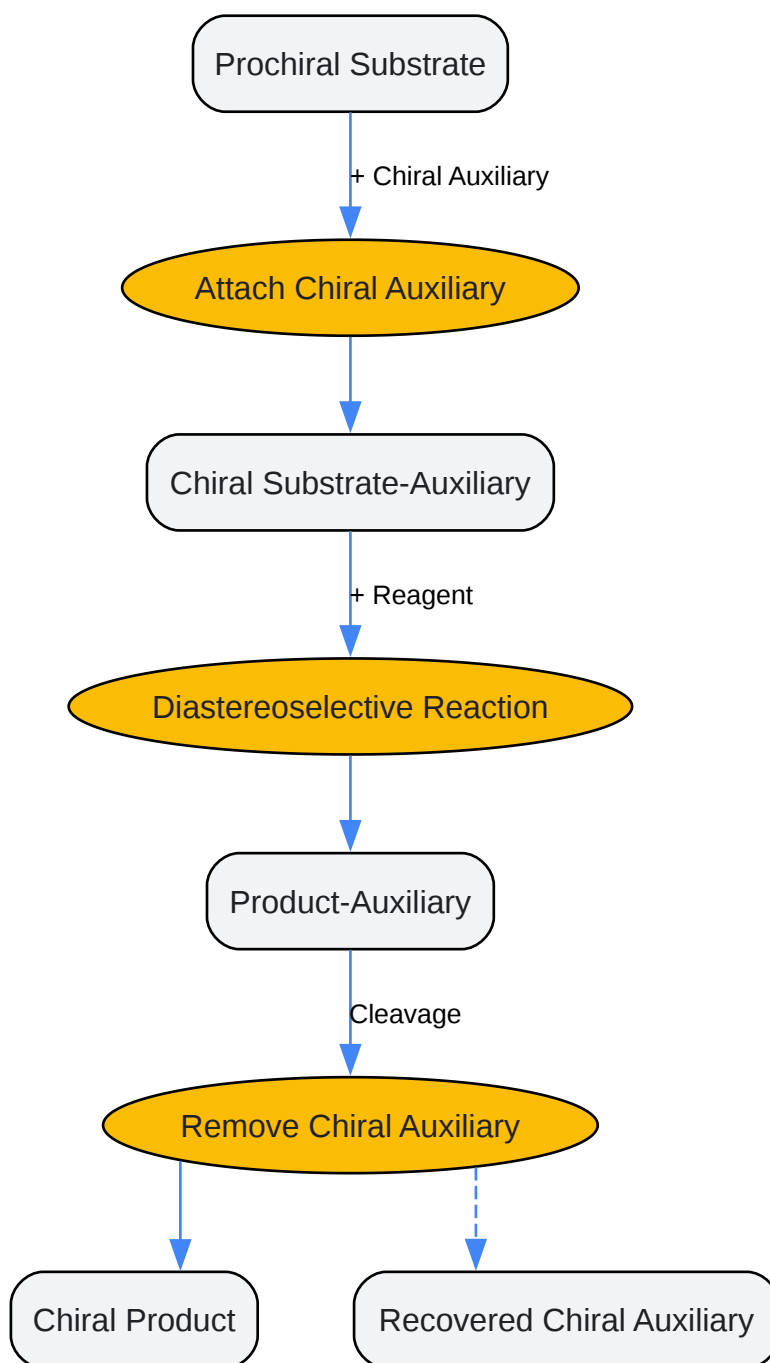 Prochiral Substrate
+ Chiral Auxiliary
Attach Chiral Auxiliary
Chiral Substrate-Auxiliary
+ Reagent
Diastereoselective Reaction
Product-Auxiliary
Cleavage
Remove Chiral Auxiliary
Chiral Product
Recovered Chiral Auxiliary